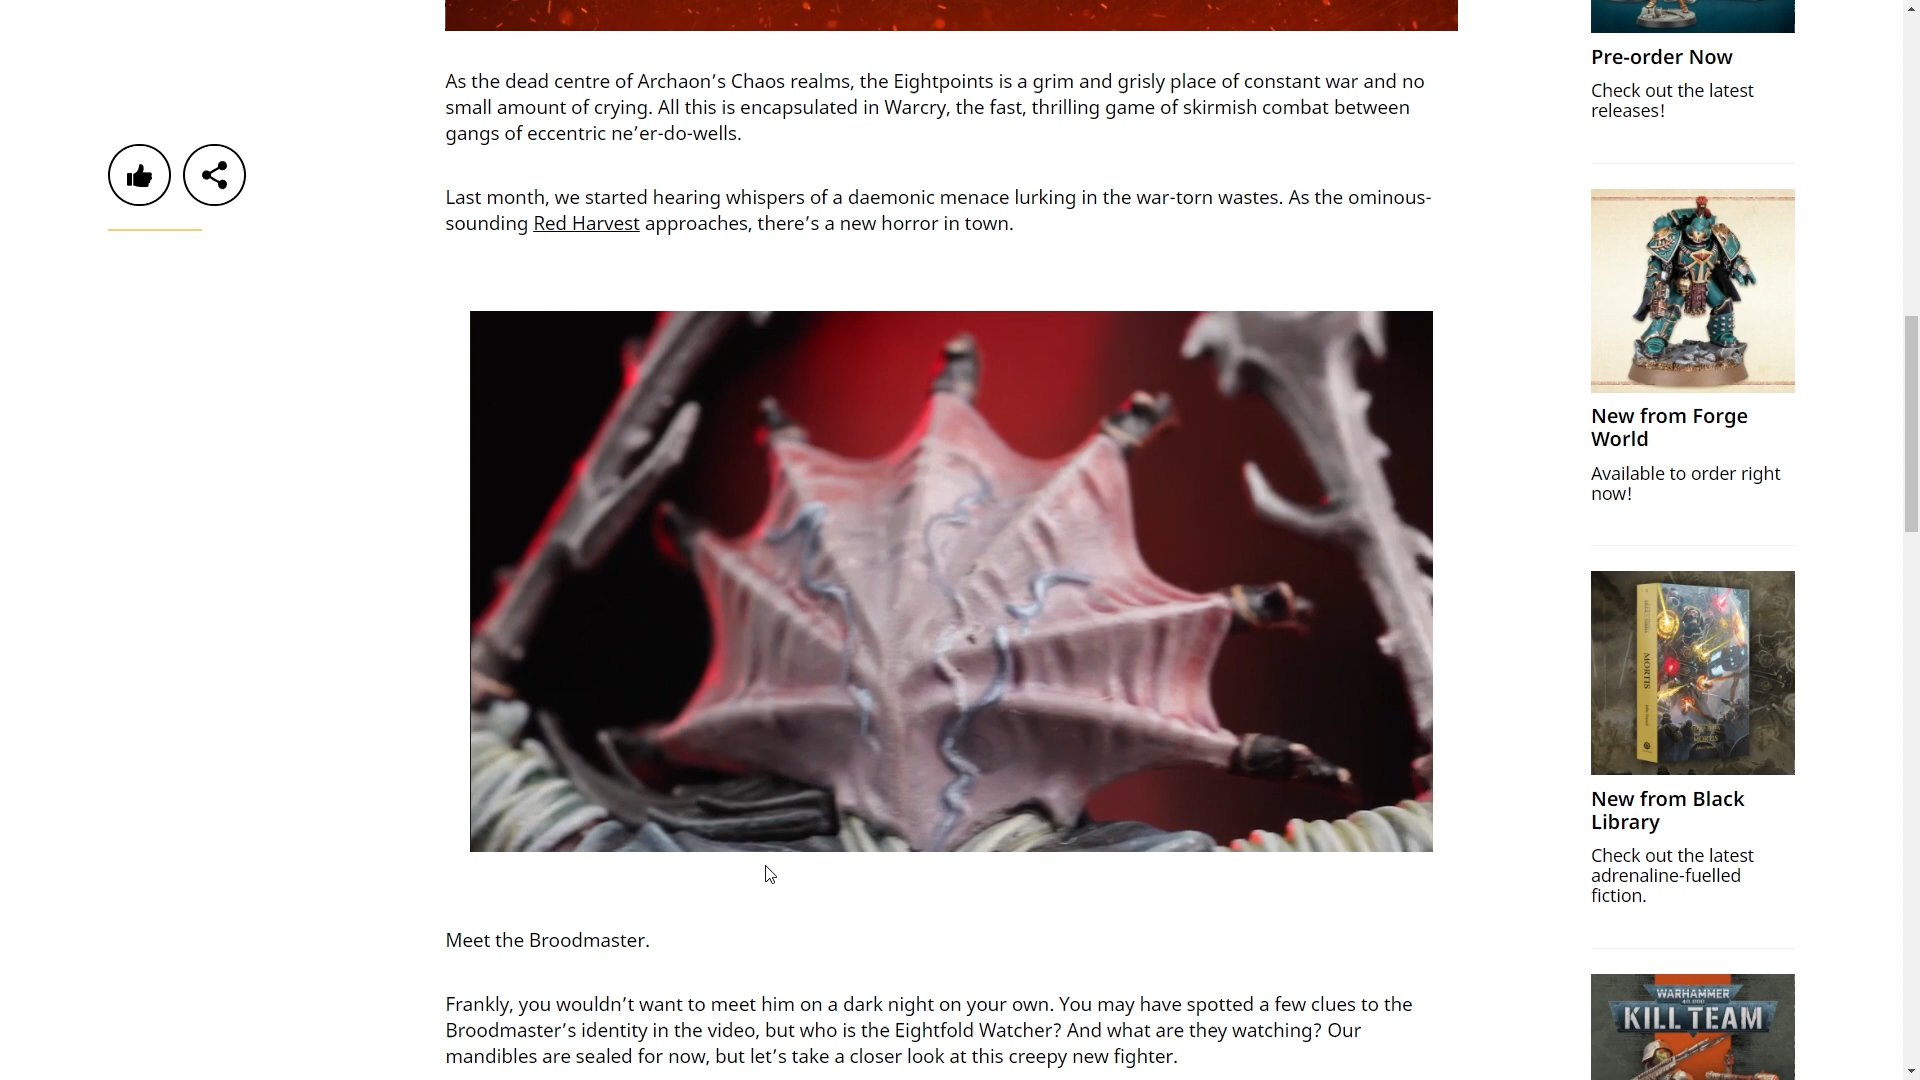 As the dead centre of Archaon’s Chaos realms, the Eightpoints is a grim and grisly place of constant war and no
small amount of crying. All this is encapsulated in Warcry, the fast, thrilling game of skirmish combat between
gangs of eccentric ne’er-do-wells.
Last month, we started hearing whispers of a daemonic menace lurking in the war-torn wastes. As the ominous-
sounding Red Harvest approaches, there’s a new horror in town.
Meet the Broodmaster.
Frankly, you wouldn’t want to meet him on a dark night on your own. You may have spotted a few clues to the
Broodmaster’s identity in the video, but who is the Eightfold Watcher? And what are they watching? Our
mandibles are sealed for now, but let’s take a closer look at this creepy new fighter.
Pre-order Now
Check out the latest
releases!
New from Forge
World
Available to order right
now!
MORTIS
MORTIS
New from Black
Library
Check out the latest
adrenaline-fuelled
fiction.
WARHAMMER
40,000
KILL TEAM